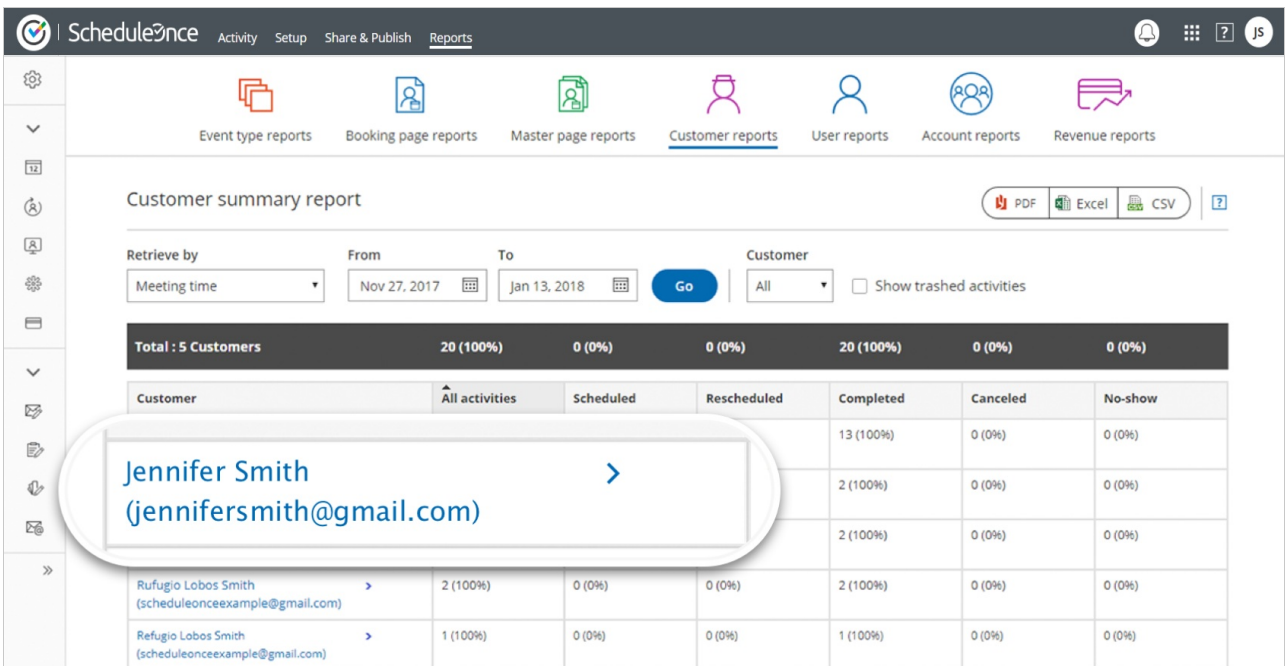 ScheduleOnce Activity Setup Share & Publish Reports ? JS
Event type reports Booking page reports Master page reports Customer reports User reports Account reports Revenue reports
Customer summary report PDF Excel CSV ?
Retrieve by From To Customer
Meeting time Nov 27, 2017 Jan 13, 2018 Go All Show trashed activities
12
Total : 5 Customers 20 (100%) 0 (0%) 0 (0%) 20 (100%) 0 (0%) 0 (0%)
Customer All activities Scheduled Rescheduled Completed Canceled No-show
13 (100%) 0 (0%) 0 (0%)
Jennifer Smith
(jennifersmith@gmail.com)
2 (100%) 0 (0%) 0 (0%)
2 (100%) 0 (0%) 0 (0%)
Rufugio Lobos Smith 2 (100%) 0 (0%) 0 (0%) 2 (100%) 0 (0%) 0 (0%)
(scheduleonceexample@gmail.com)
Refugio Lobos Smith 1 (100%) 0 (0%) 0 (0%) 1 (100%) 0 (0%) 0 (0%)
(scheduleonceexample@gmail.com)